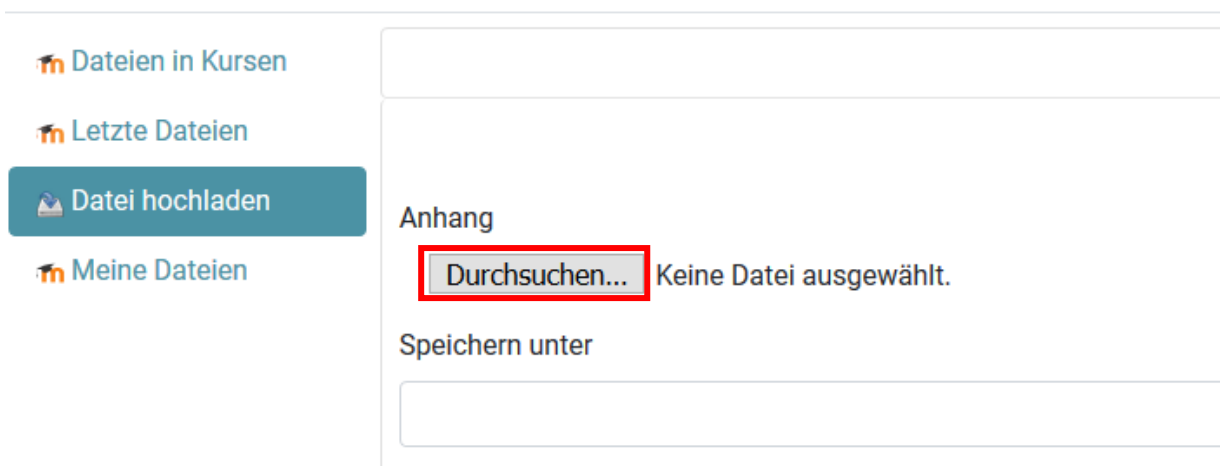 Dateien in Kursen
Letzte Dateien
Datei hochladen
Meine Dateien
Anhang
Durchsuchen... Keine Datei ausgewählt.
Speichern unter